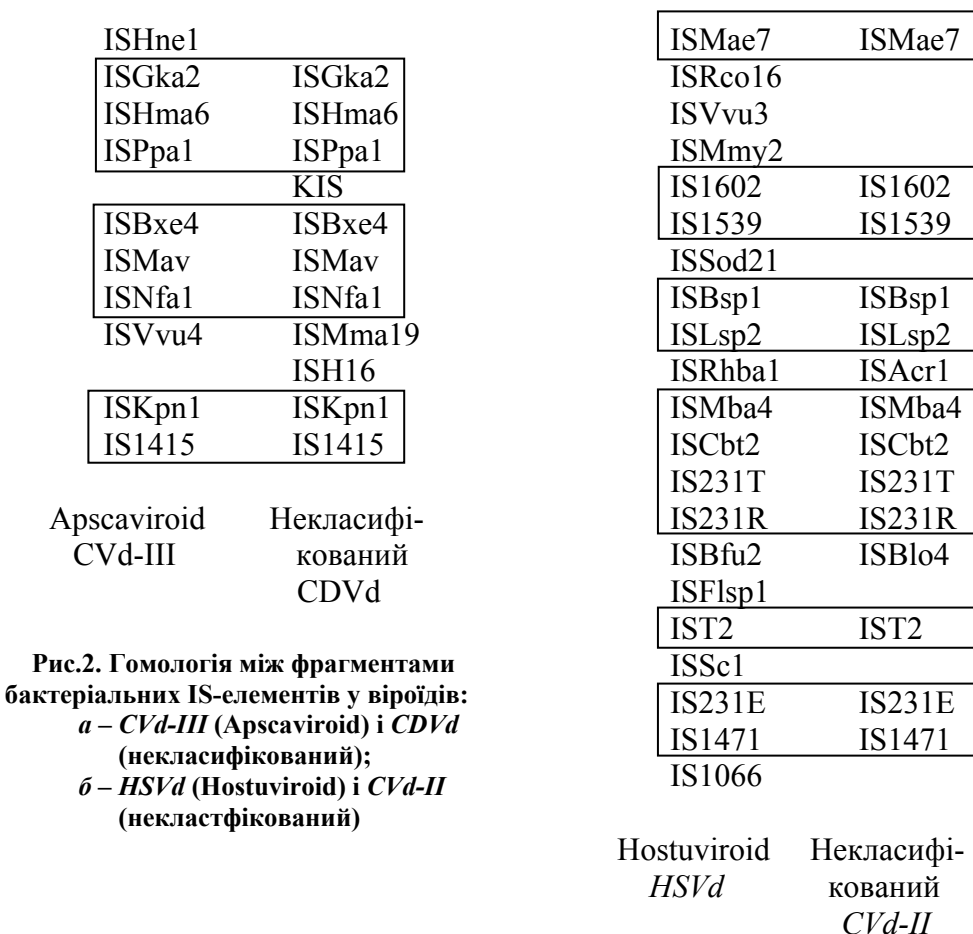 ISHne1
ISGka2 ISGka2
ISHma6 ISHma6
ISPpa1 ISPpa1
KIS
ISBxe4 ISBxe4
ISMav ISMav
ISNfa1 ISNfa1
ISVvu4 ISMma19
ISH16
ISKpn1 ISKpn1
IS1415 IS1415
Apscaviroid Некласифі-
CVd-III кований
CDVd
Рис.2. Гомологія між фрагментами
бактеріальних IS-елементів у віроїдів:
а – CVd-III (Apscaviroid) і CDVd
(некласифікований);
б – HSVd (Hostuviroid) і CVd-II
(некластфікований)
ISMae7 ISMae7
ISRco16
ISVvu3
ISMmy2
IS1602 IS1602
IS1539 IS1539
ISSod21
ISBsp1 ISBsp1
ISLsp2 ISLsp2
ISRhba1 ISAcr1
ISMba4 ISMba4
ISCbt2 ISCbt2
IS231T IS231T
IS231R IS231R
ISBfu2 ISBlo4
ISFlsp1
IST2 IST2
ISSc1
IS231E IS231E
IS1471 IS1471
IS1066
Hostuviroid Некласифі-
HSVd кований
CVd-II